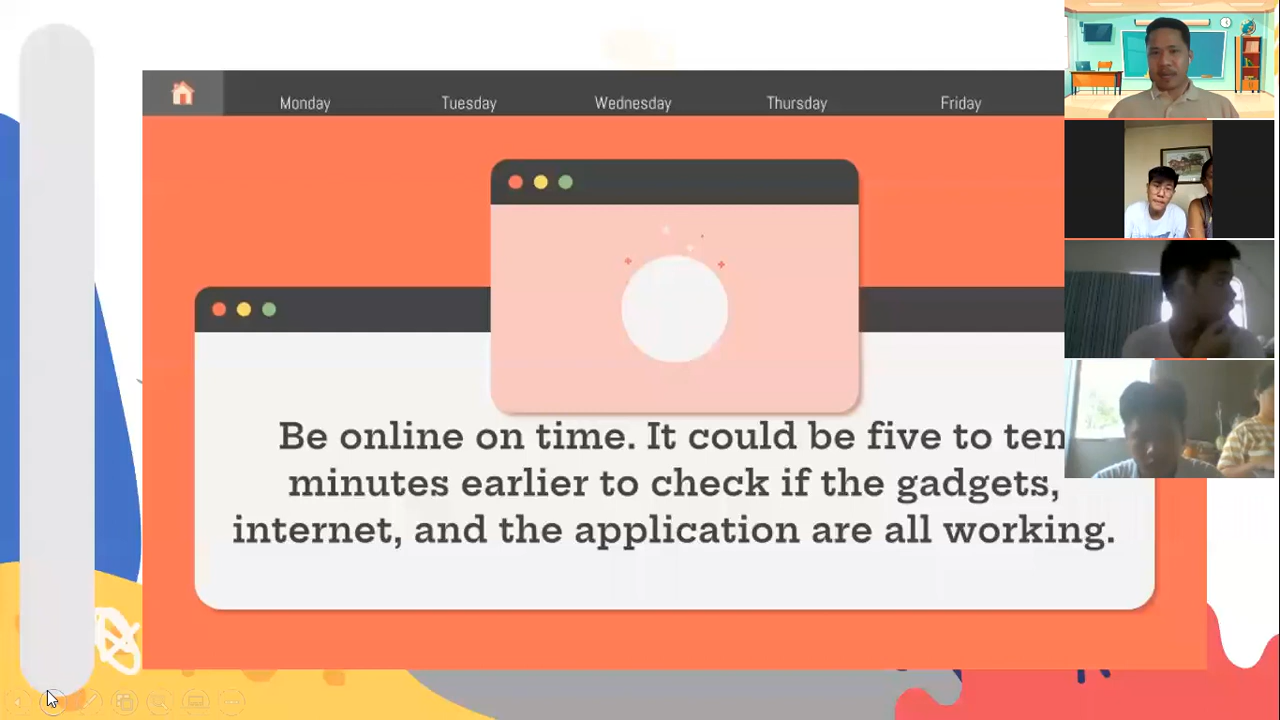 Monday
Tuesday
Wednesday
Thursday
Friday
Be online on time. It could be five to ten
minutes earlier to check if the gadgets,
internet, and the application are all working.